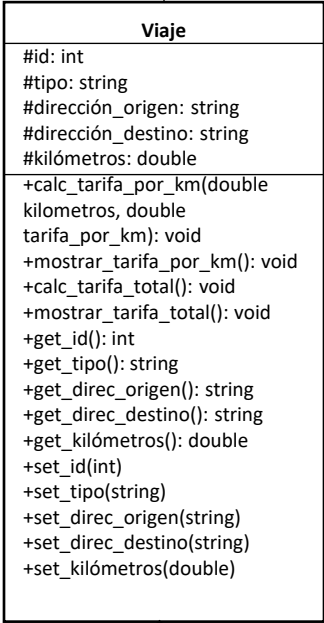 Viaje
#id: int
#tipo: string
#dirección_origen: string
#dirección_destino: string
#kilómetros: double
+calc_tarifa_por_km(double
kilometros, double
tarifa_por_km): void
+mostrar_tarifa_por_km(): void
+calc_tarifa_total(): void
+mostrar_tarifa_total(): void
+get_id(): int
+get_tipo(): string
+get_direc_origen(): string
+get_direc_destino(): string
+get_kilómetros(): double
+set_id(int)
+set_tipo(string)
+set_direc_origen(string)
+set_direc_destino(string)
+set_kilómetros(double)